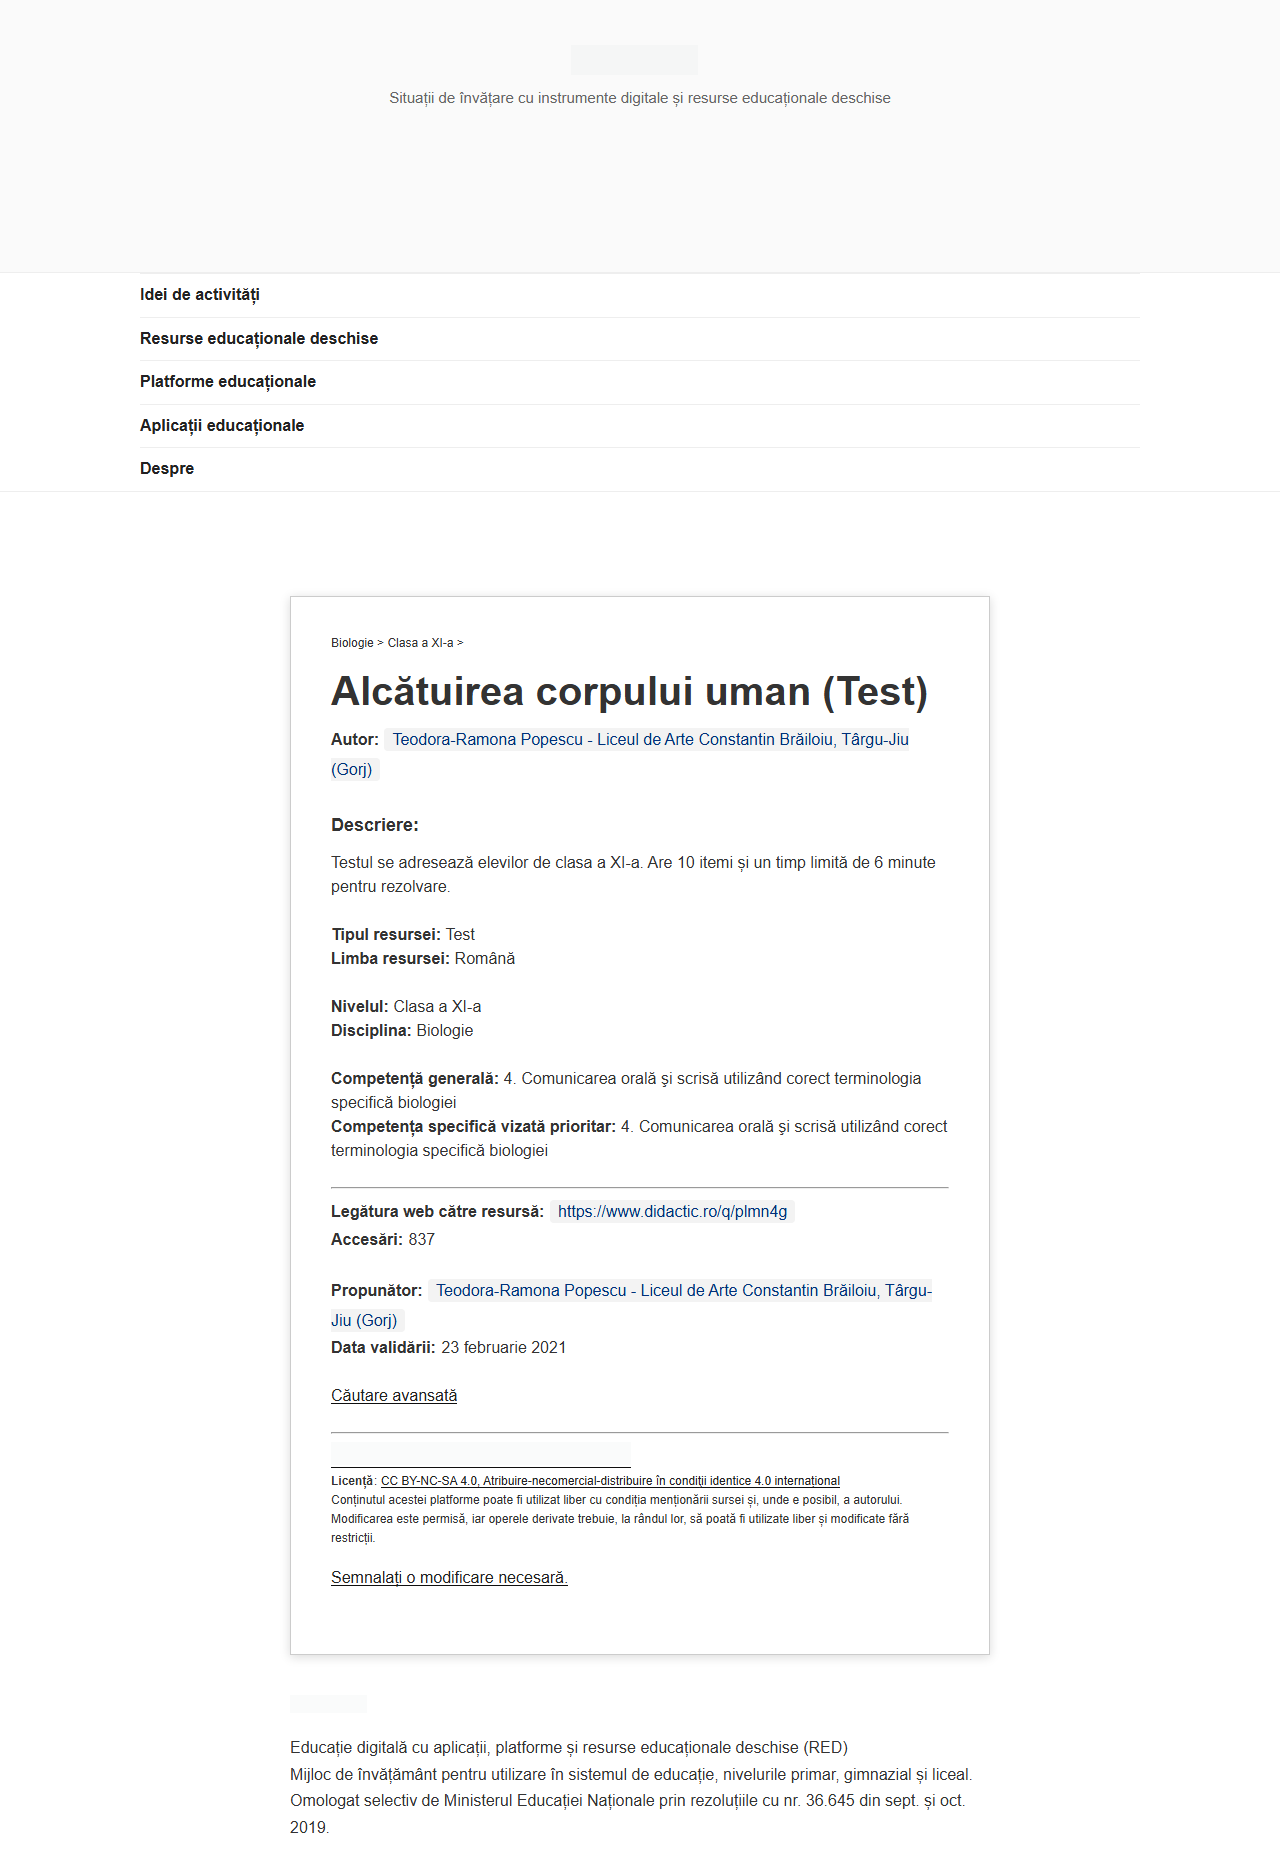 Situații de învățare cu instrumente digitale și resurse educaționale deschise
Idei de activități
Resurse educaționale deschise
Platforme educaționale
Aplicații educaționale
Despre
Biologie > Clasa a XI-a >
Alcătuirea corpului uman (Test)
Autor: Teodora-Ramona Popescu - Liceul de Arte Constantin Brăiloiu, Târgu-Jiu
(Gorj)
Descriere:
Testul se adresează elevilor de clasa a XI-a. Are 10 itemi și un timp limită de 6 minute
pentru rezolvare.
Tipul resursei: Test
Limba resursei: Română
Nivelul: Clasa a XI-a
Disciplina: Biologie
Competență generală: 4. Comunicarea orală şi scrisă utilizând corect terminologia
specifică biologiei
Competența specifică vizată prioritar: 4. Comunicarea orală şi scrisă utilizând corect
terminologia specifică biologiei
Legătura web către resursă: https://www.didactic.ro/q/plmn4g
Accesări: 837
Propunător: Teodora-Ramona Popescu - Liceul de Arte Constantin Brăiloiu, Târgu-
Jiu (Gorj)
Data validării: 23 februarie 2021
Căutare avansată
Licență: CC BY-NC-SA 4.0, Atribuire-necomercial-distribuire în condiții identice 4.0 internațional
Conținutul acestei platforme poate fi utilizat liber cu condiția menționării sursei și, unde e posibil, a autorului.
Modificarea este permisă, iar operele derivate trebuie, la rândul lor, să poată fi utilizate liber și modificate fără
restricții.
Semnalați o modificare necesară.
Educație digitală cu aplicații, platforme și resurse educaționale deschise (RED)
Mijloc de învățământ pentru utilizare în sistemul de educație, nivelurile primar, gimnazial și liceal.
Omologat selectiv de Ministerul Educației Naționale prin rezoluțiile cu nr. 36.645 din sept. și oct.
2019.